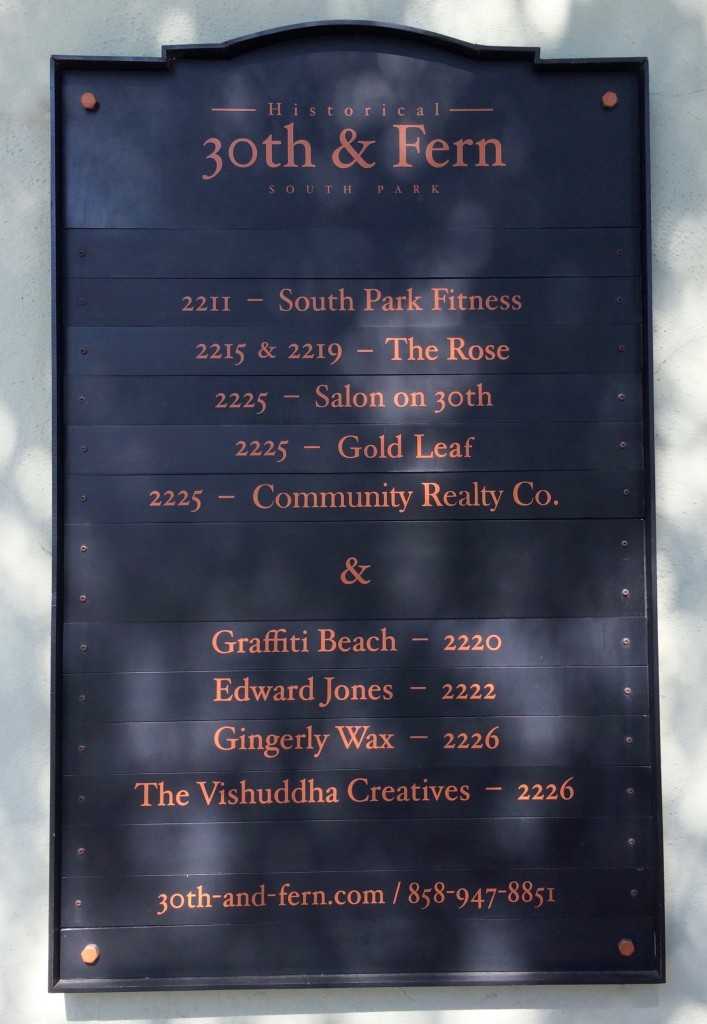 Historical
30th & Fern
SOUTH PARK
2211 – South Park Fitness
2215 & 2219 – The Rose
2225 – Salon on 30th
2225 – Gold Leaf
2225 – Community Realty Co.
&
Graffiti Beach – 2220
Edward Jones – 2222
Gingerly Wax – 2226
The Vishuddha Creatives – 2226
30th-and-fern.com / 858-947-8851